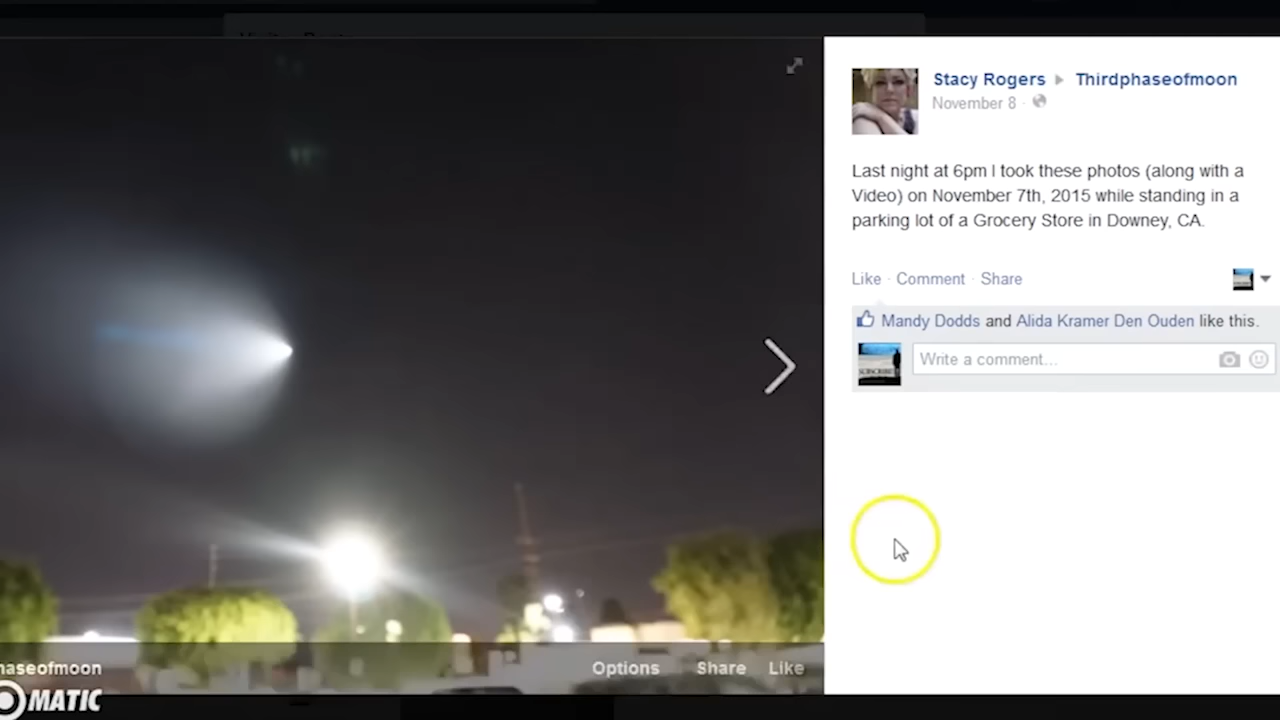 Stacy Rogers Thirdphaseofmoon
November 8 ·
Last night at 6pm I took these photos (along with a
Video) on November 7th, 2015 while standing in a
parking lot of a Grocery Store in Downey, CA.
Like · Comment · Share
Mandy Dodds and Alida Kramer Den Ouden like this.
SUBSCRIBE
Write a comment...
haseofmoon
Options Share Like
MATIC